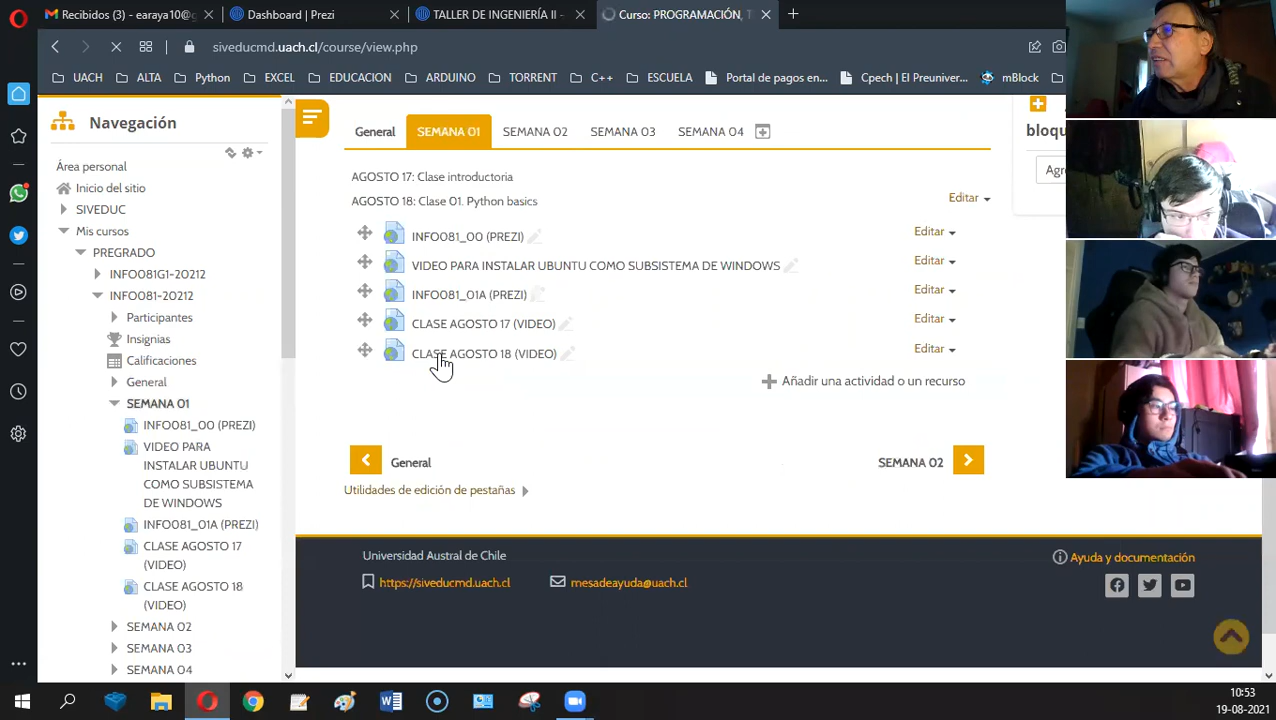 Recibidos (3) - earaya10@g
Dashboard | Prezi
TALLER DE INGENIERÍA II -
Curso: PROGRAMACIÓN, T
siveducmd.uach.cl/course/view.php
UACH
ALTA
Python
EXCEL
EDUCACION
ARDUINO
TORRENT
C++
ESCUELA
Portal de pagos en...
Cpech | El Preuniver...
mBlock
Navegación
Área personal
Inicio del sitio
SIVEDUC
Mis cursos
PREGRADO
INFO081G1-20212
INFO081-20212
Participantes
Insignias
Calificaciones
General
SEMANA 01
INFO081_00 (PREZI)
VIDEO PARA
INSTALAR UBUNTU
COMO SUBSISTEMA
DE WINDOWS
INFO081_01A (PREZI)
CLASE AGOSTO 17
(VIDEO)
CLASE AGOSTO 18
(VIDEO)
SEMANA 02
SEMANA 03
SEMANA 04
General
SEMANA 01
SEMANA 02
SEMANA 03
SEMANA 04
AGOSTO 17: Clase introductoria
AGOSTO 18: Clase 01. Python basics
Editar
INFO081_00 (PREZI)
Editar
VIDEO PARA INSTALAR UBUNTU COMO SUBSISTEMA DE WINDOWS
Editar
INFO081_01A (PREZI)
Editar
CLASE AGOSTO 17 (VIDEO)
Editar
CLASE AGOSTO 18 (VIDEO)
Editar
Añadir una actividad o un recurso
General
SEMANA 02
Utilidades de edición de pestañas
bloqu
Agre
Universidad Austral de Chile
https://siveducmd.uach.cl
mesadeayuda@uach.cl
Ayuda y documentación
10:53
19-08-2021